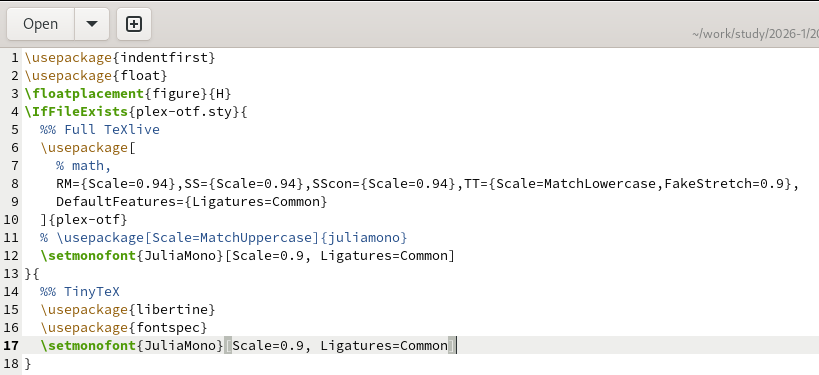 Open
~/work/study/2026-1/20
1 \usepackage{indentfirst}
2 \usepackage{float}
3 \floatplacement{figure}{H}
4 \IfFileExists{plex-otf.sty}{
5   %% Full TeXlive
6   \usepackage[
7     % math,
8     RM={Scale=0.94},SS={Scale=0.94},SScon={Scale=0.94},TT={Scale=MatchLowercase,FakeStretch=0.9},
9     DefaultFeatures={Ligatures=Common}
10   ]{plex-otf}
11   % \usepackage[Scale=MatchUppercase]{juliamono}
12   \setmonofont{JuliaMono}[Scale=0.9, Ligatures=Common]
13 }{
14   %% TinyTeX
15   \usepackage{libertine}
16   \usepackage{fontspec}
17   \setmonofont{JuliaMono}[Scale=0.9, Ligatures=Common]
18 }